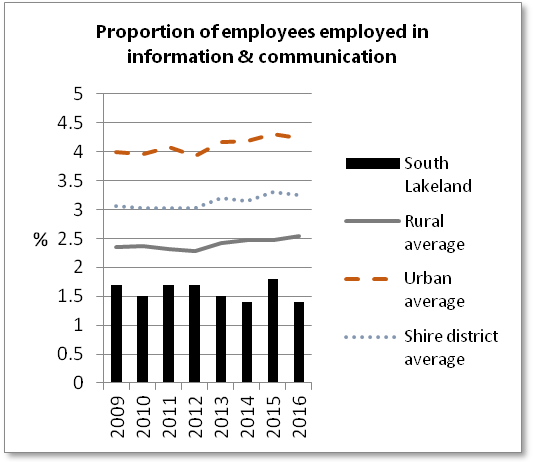 Proportion of employees employed in
information & communication
5
4.5
4
3.5
3
2.5
2
1.5
1
0.5
0
%
2009
2010
2011
2012
2013
2014
2015
2016
South
Lakeland
Rural
average
Urban
average
Shire district
average